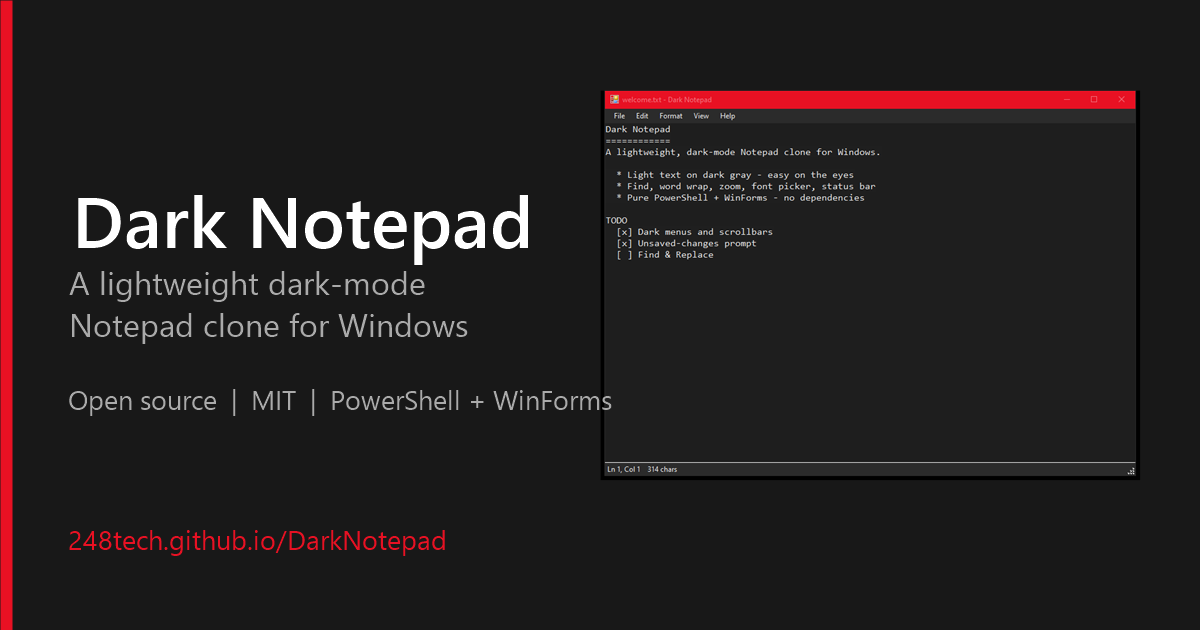 Dark Notepad
A lightweight dark-mode
Notepad clone for Windows
Open source | MIT | PowerShell + WinForms
248tech.github.io/DarkNotepad
welcome.txt - Dark Notepad
File Edit Format View Help
Dark Notepad
============
A lightweight, dark-mode Notepad clone for Windows.
* Light text on dark gray - easy on the eyes
* Find, word wrap, zoom, font picker, status bar
* Pure PowerShell + WinForms - no dependencies
TODO
[x] Dark menus and scrollbars
[x] Unsaved-changes prompt
[ ] Find & Replace
Ln 1, Col 1 314 chars